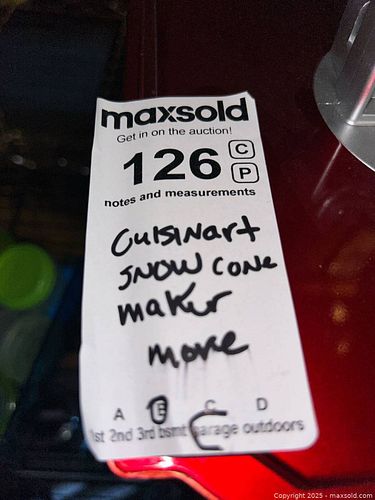 maxsold
Get in on the auction!
126 C
P
notes and measurements
Cuisinart
snow cone
maker
more
A B C D
1st 2nd 3rd bsmt garage outdoors
Copyright © 2025 - maxsold.com